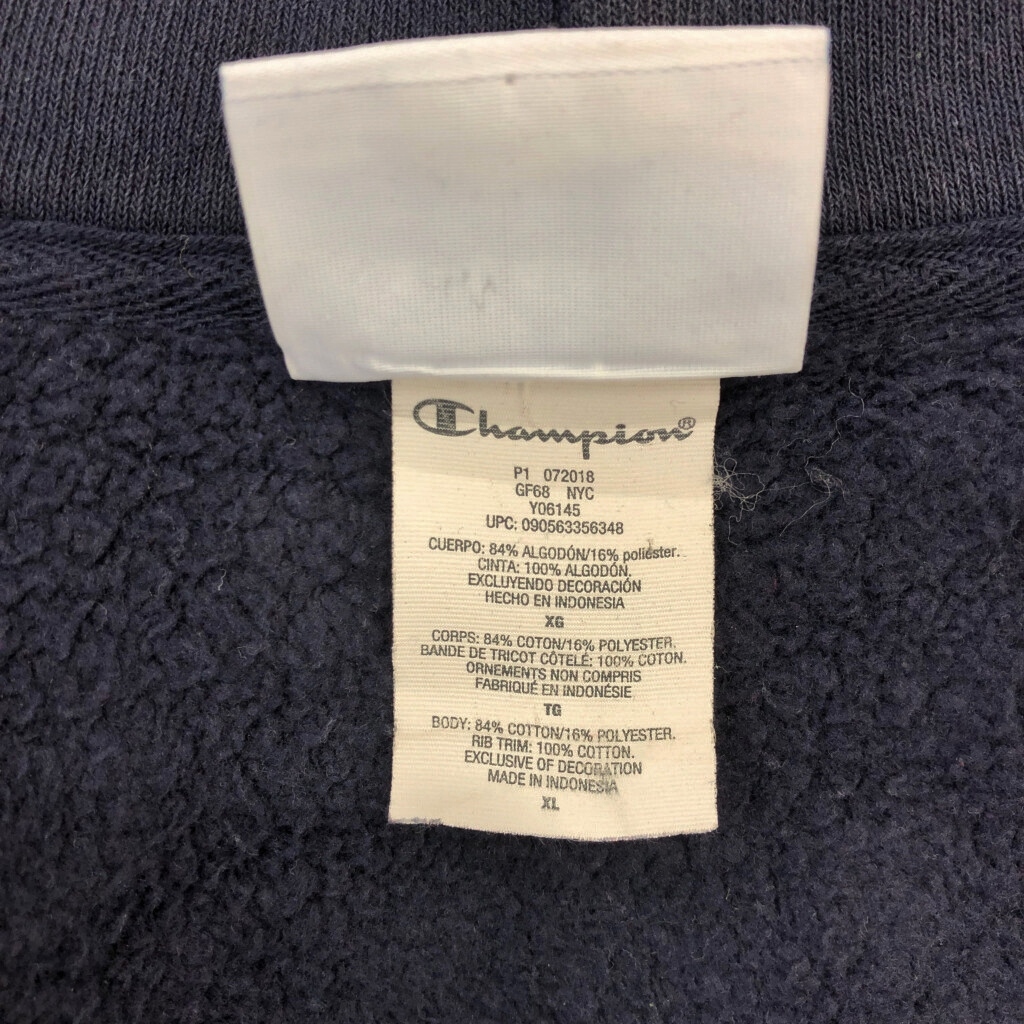 Champion®
P1 072018
GF68 NYC
Y06145
UPC: 090563356348
CUERPO: 84% ALGODÓN/16% poliéster.
CINTA: 100% ALGODÓN.
EXCLUYENDO DECORACIÓN
HECHO EN INDONESIA
XG
CORPS: 84% COTON/16% POLYESTER.
BANDE DE TRICOT CÔTELÉ: 100% COTON.
ORNEMENTS NON COMPRIS
FABRIQUÉ EN INDONÉSIE
TG
BODY: 84% COTTON/16% POLYESTER.
RIB TRIM: 100% COTTON.
EXCLUSIVE OF DECORATION
MADE IN INDONESIA
XL